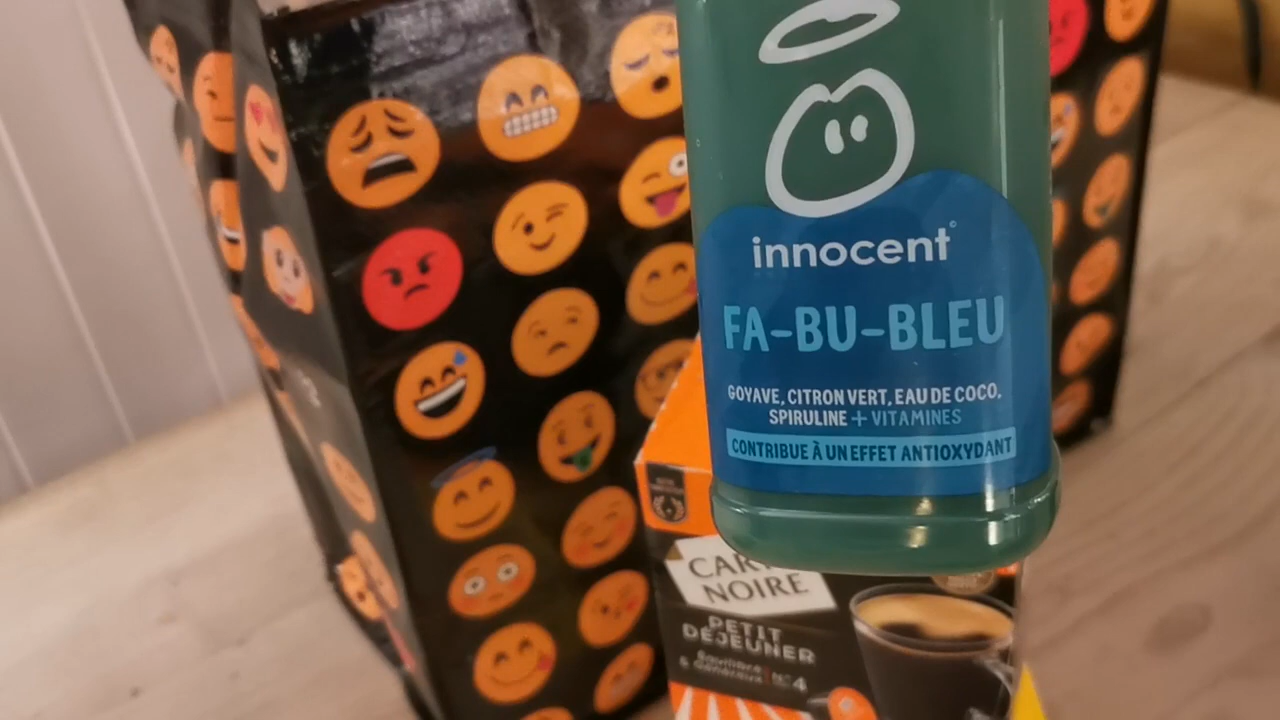 innocent
FA-BU-BLEU
GOYAVE, CITRON VERT, EAU DE COCO.
SPIRULINE + VITAMINES
CONTRIBUE À UN EFFET ANTIOXYDANT
NOIRE
PETIT
DÉJEUNER
N°4